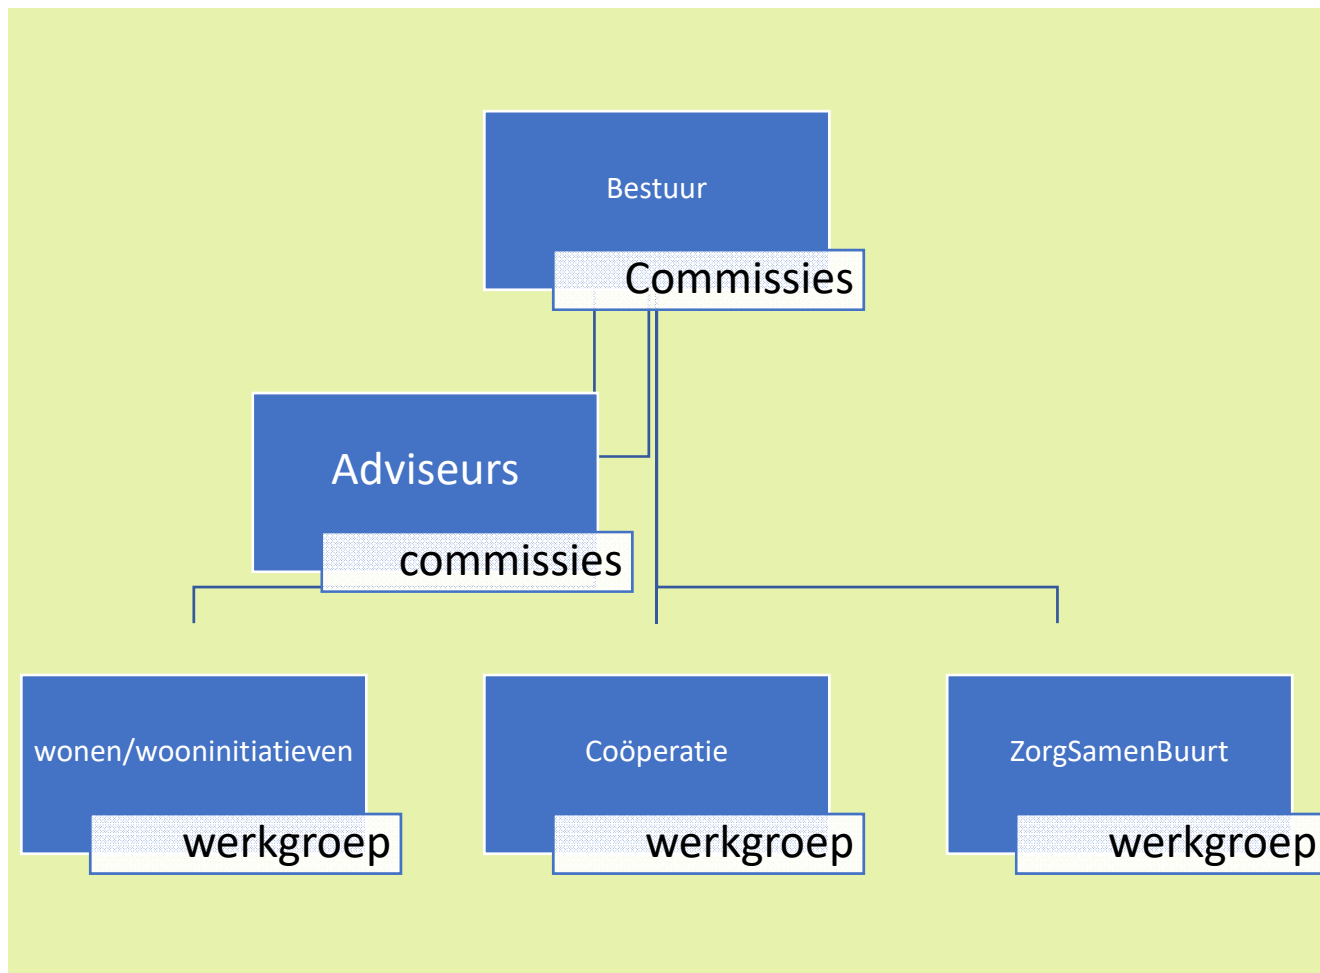 Bestuur
Commissies
Adviseurs
commissies
wonen/wooninitiatieven
werkgroep
Coöperatie
werkgroep
ZorgSamenBuurt
werkgroep